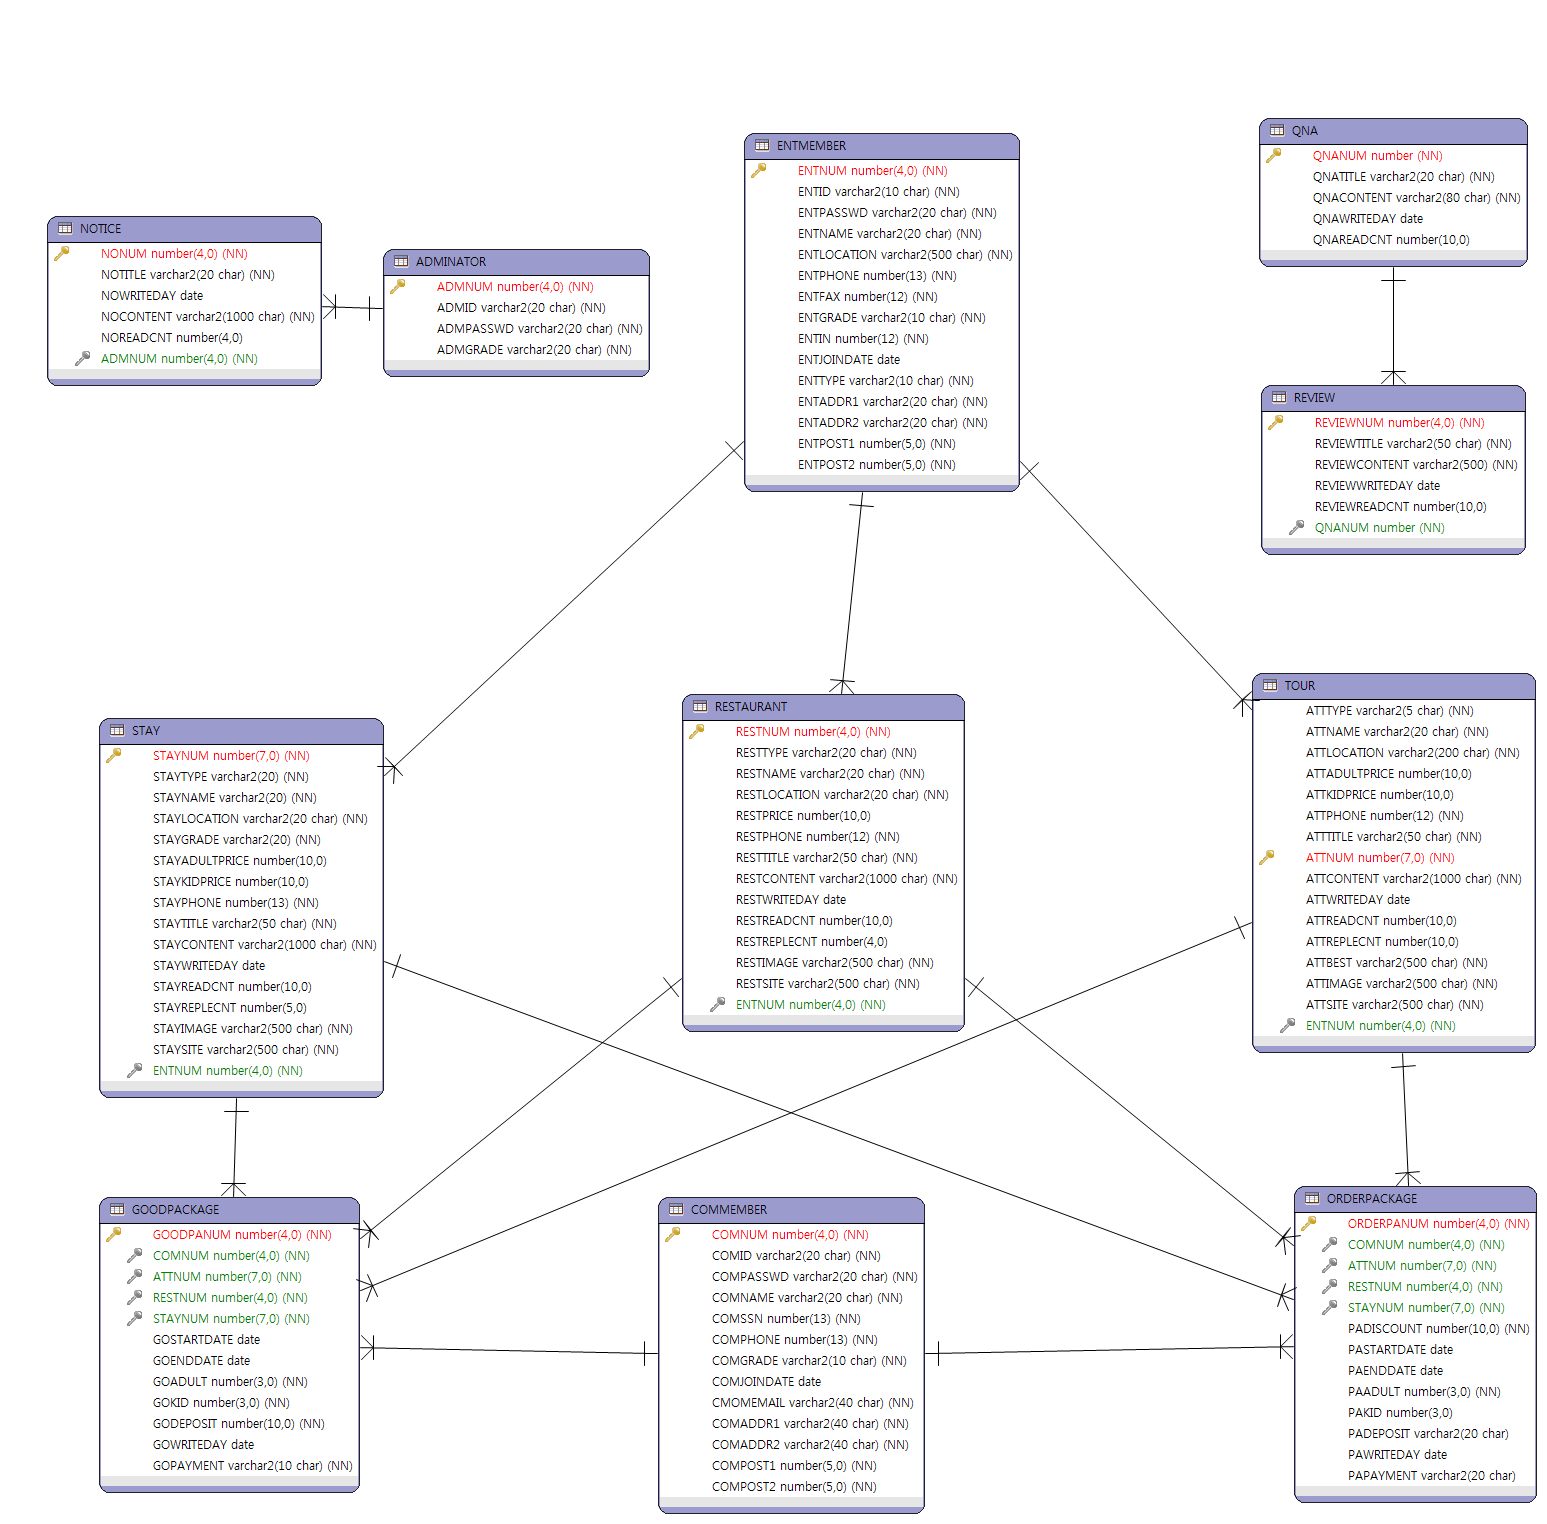 NOTICE
NONUM number(4,0) (NN)
NOTITLE varchar2(20 char) (NN)
NOWRITEDAY date
NOCONTENT varchar2(1000 char) (NN)
NOREADCNT number(4,0)
ADMNUM number(4,0) (NN)
ADMINATOR
ADMNUM number(4,0) (NN)
ADMID varchar2(20 char) (NN)
ADMPASSWD varchar2(20 char) (NN)
ADMGRADE varchar2(20 char) (NN)
ENTMEMBER
ENTNUM number(4,0) (NN)
ENTID varchar2(10 char) (NN)
ENTPASSWD varchar2(20 char) (NN)
ENTNAME varchar2(20 char) (NN)
ENTLOCATION varchar2(500 char) (NN)
ENTPHONE number(13) (NN)
ENTFAX number(12) (NN)
ENTGRADE varchar2(10 char) (NN)
ENTIN number(12) (NN)
ENTJOINDATE date
ENTTYPE varchar2(10 char) (NN)
ENTADDR1 varchar2(20 char) (NN)
ENTADDR2 varchar2(20 char) (NN)
ENTPOST1 number(5,0) (NN)
ENTPOST2 number(5,0) (NN)
QNA
QNANUM number (NN)
QNATITLE varchar2(20 char) (NN)
QNACONTENT varchar2(80 char) (NN)
QNAWRITEDAY date
QNAREADCNT number(10,0)
REVIEW
REVIEWNUM number(4,0) (NN)
REVIEWTITLE varchar2(50 char) (NN)
REVIEWCONTENT varchar2(500) (NN)
REVIEWWRITEDAY date
REVIEWREADCNT number(10,0)
QNANUM number (NN)
STAY
STAYNUM number(7,0) (NN)
STAYTYPE varchar2(20) (NN)
STAYNAME varchar2(20) (NN)
STAYLOCATION varchar2(20 char) (NN)
STAYGRADE varchar2(20) (NN)
STAYADULTPRICE number(10,0)
STAYKIDPRICE number(10,0)
STAYPHONE number(13) (NN)
STAYTITLE varchar2(50 char) (NN)
STAYCONTENT varchar2(1000 char) (NN)
STAYWRITEDAY date
STAYREADCNT number(10,0)
STAYREPLECNT number(5,0)
STAYIMAGE varchar2(500 char) (NN)
STAYSITE varchar2(500 char) (NN)
ENTNUM number(4,0) (NN)
RESTAURANT
RESTNUM number(4,0) (NN)
RESTTYPE varchar2(20 char) (NN)
RESTNAME varchar2(20 char) (NN)
RESTLOCATION varchar2(20 char) (NN)
RESTPRICE number(10,0)
RESTPHONE number(12) (NN)
RESTTITLE varchar2(50 char) (NN)
RESTCONTENT varchar2(1000 char) (NN)
RESTWRITEDAY date
RESTREADCNT number(10,0)
RESTREPLECNT number(4,0)
RESTIMAGE varchar2(500 char) (NN)
RESTSITE varchar2(500 char) (NN)
ENTNUM number(4,0) (NN)
TOUR
ATTTYPE varchar2(5 char) (NN)
ATTNAME varchar2(20 char) (NN)
ATTLOCATION varchar2(200 char) (NN)
ATTADULTPRICE number(10,0)
ATTKIDPRICE number(10,0)
ATTPHONE number(12) (NN)
ATTTITLE varchar2(50 char) (NN)
ATTNUM number(7,0) (NN)
ATTCONTENT varchar2(1000 char) (NN)
ATTWRITEDAY date
ATTREADCNT number(10,0)
ATTREPLECNT number(10,0)
ATTBEST varchar2(500 char) (NN)
ATTIMAGE varchar2(500 char) (NN)
ATTSITE varchar2(500 char) (NN)
ENTNUM number(4,0) (NN)
GOODPACKAGE
GOODPANUM number(4,0) (NN)
COMNUM number(4,0) (NN)
ATTNUM number(7,0) (NN)
RESTNUM number(4,0) (NN)
STAYNUM number(7,0) (NN)
GOSTARTDATE date
GOENDDATE date
GOADULT number(3,0) (NN)
GOKID number(3,0) (NN)
GODEPOSIT number(10,0) (NN)
GOWRITEDAY date
GOPAYMENT varchar2(10 char) (NN)
COMMEMBER
COMNUM number(4,0) (NN)
COMID varchar2(20 char) (NN)
COMPASSWD varchar2(20 char) (NN)
COMNAME varchar2(20 char) (NN)
COMSSN number(13) (NN)
COMPHONE number(13) (NN)
COMGRADE varchar2(10 char) (NN)
COMJOINDATE date
CMOMEMAIL varchar2(40 char) (NN)
COMADDR1 varchar2(40 char) (NN)
COMADDR2 varchar2(40 char) (NN)
COMPOST1 number(5,0) (NN)
COMPOST2 number(5,0) (NN)
ORDERPACKAGE
ORDERPANUM number(4,0) (NN)
COMNUM number(4,0) (NN)
ATTNUM number(7,0) (NN)
RESTNUM number(4,0) (NN)
STAYNUM number(7,0) (NN)
PADISCOUNT number(10,0) (NN)
PASTARTDATE date
PAENDDATE date
PAADULT number(3,0) (NN)
PAKID number(3,0)
PADEPOSIT varchar2(20 char)
PAWRITEDAY date
PAPAYMENT varchar2(20 char)